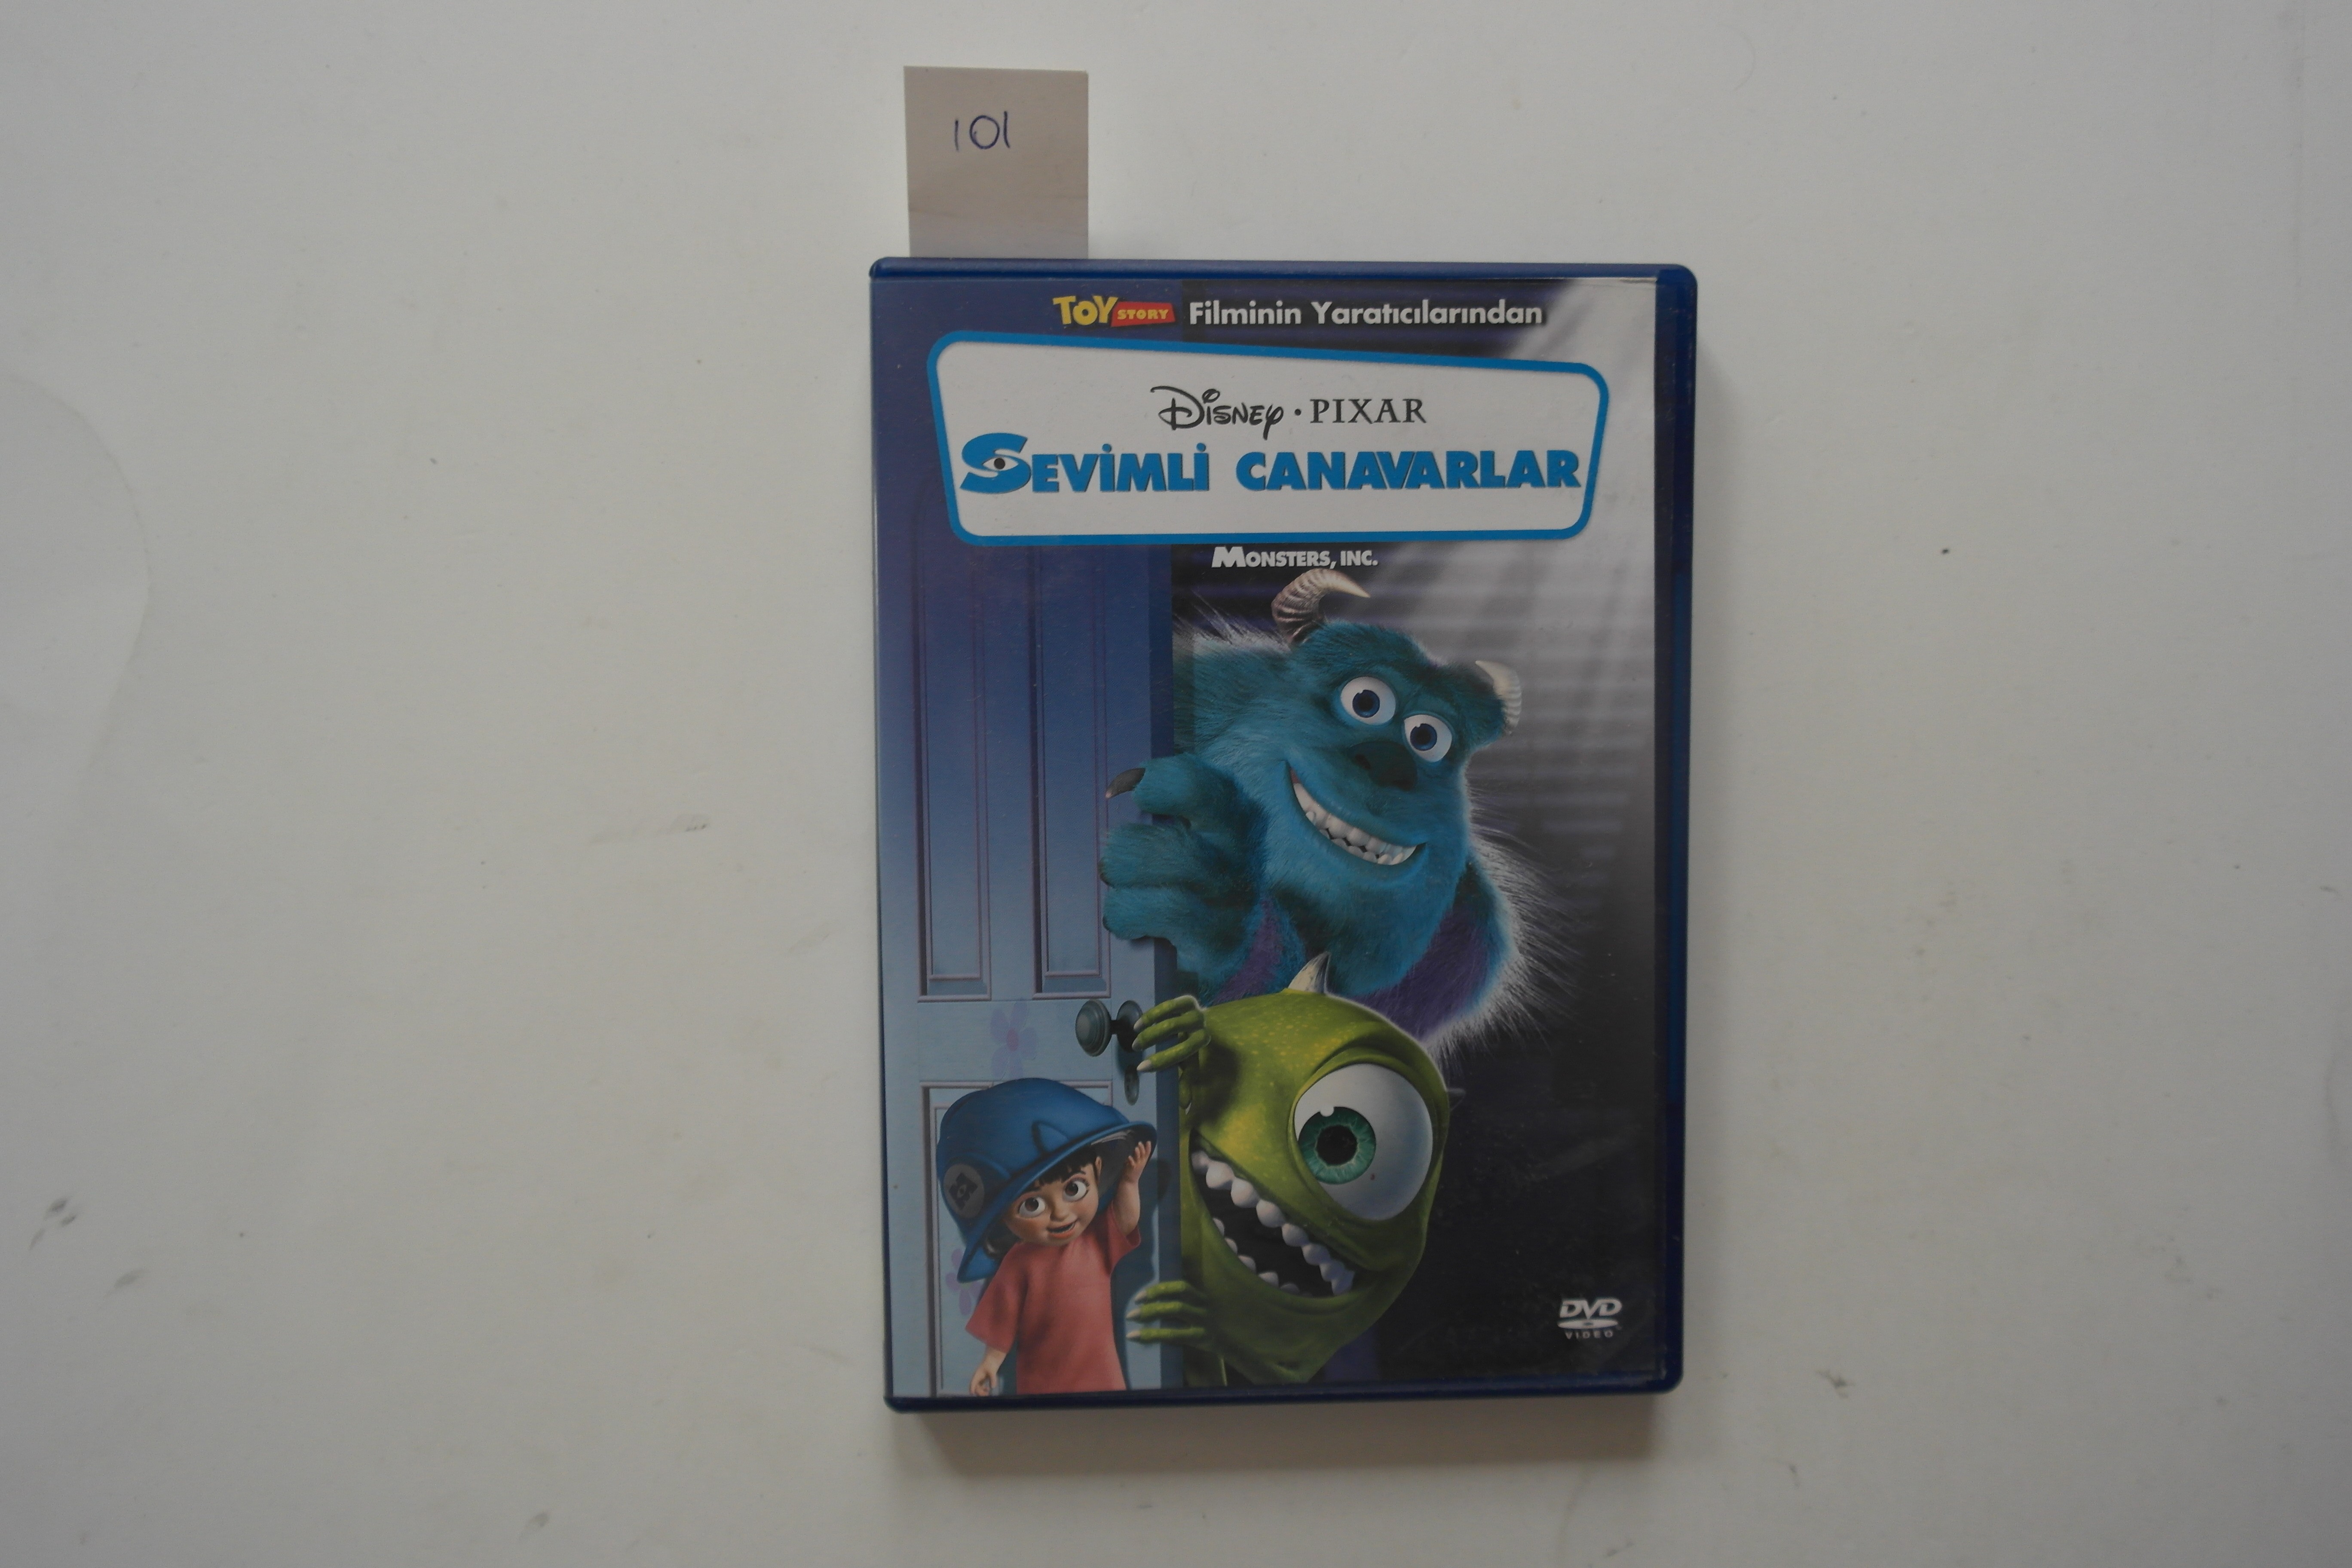 101
TOY STORY Filminin Yaratıcılarından
DISNEY • PIXAR
SEVİMLİ CANAVARLAR
MONSTERS, INC.
DVD
VIDEO